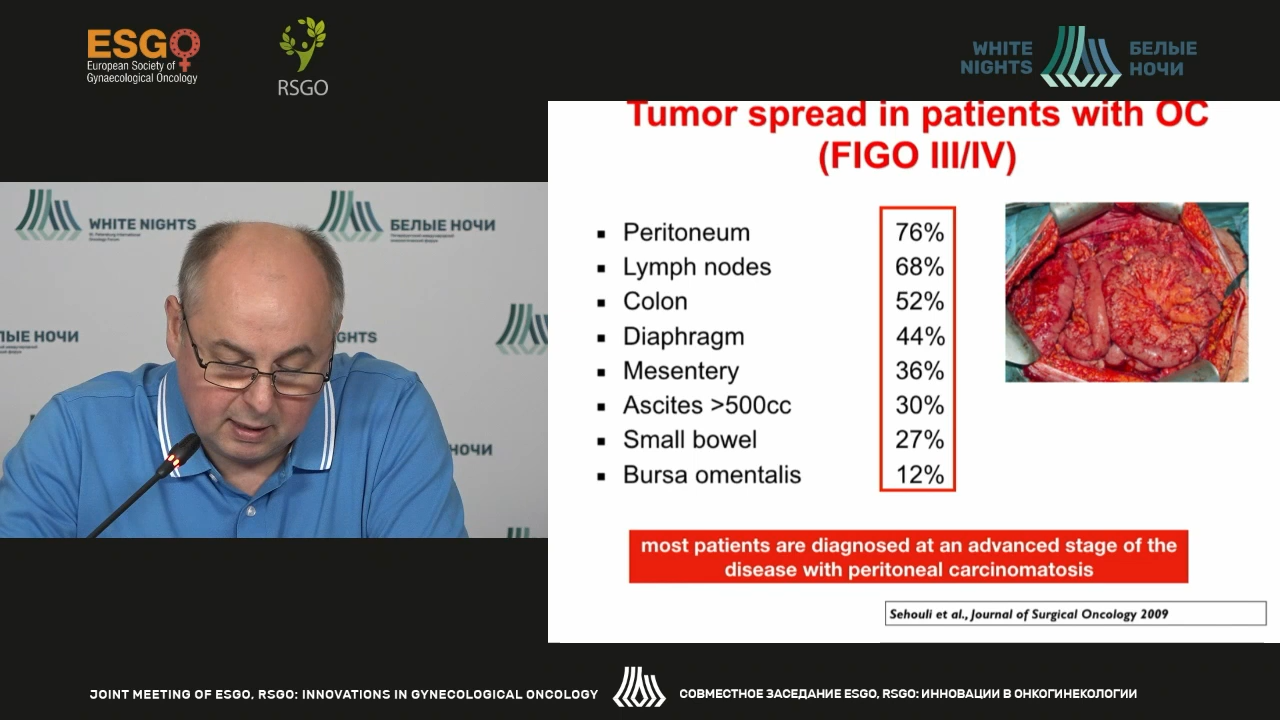 ESGO
European Society of
Gynaecological Oncology
RSGO
WHITE
NIGHTS
БЕЛЫЕ
НОЧИ
WHITE NIGHTS
БЕЛЫЕ НОЧИ
ЕЛЫЕ НОЧИ
NIGHTS
НОЧИ
Tumor spread in patients with OC
(FIGO III/IV)
▪ Peritoneum 76%
▪ Lymph nodes 68%
▪ Colon 52%
▪ Diaphragm 44%
▪ Mesentery 36%
▪ Ascites >500cc 30%
▪ Small bowel 27%
▪ Bursa omentalis 12%
most patients are diagnosed at an advanced stage of the
disease with peritoneal carcinomatosis
Sehouli et al., Journal of Surgical Oncology 2009
JOINT MEETING OF ESGO, RSGO: INNOVATIONS IN GYNECOLOGICAL ONCOLOGY
СОВМЕСТНОЕ ЗАСЕДАНИЕ ESGO, RSGO: ИННОВАЦИИ В ОНКОГИНЕКОЛОГИИ